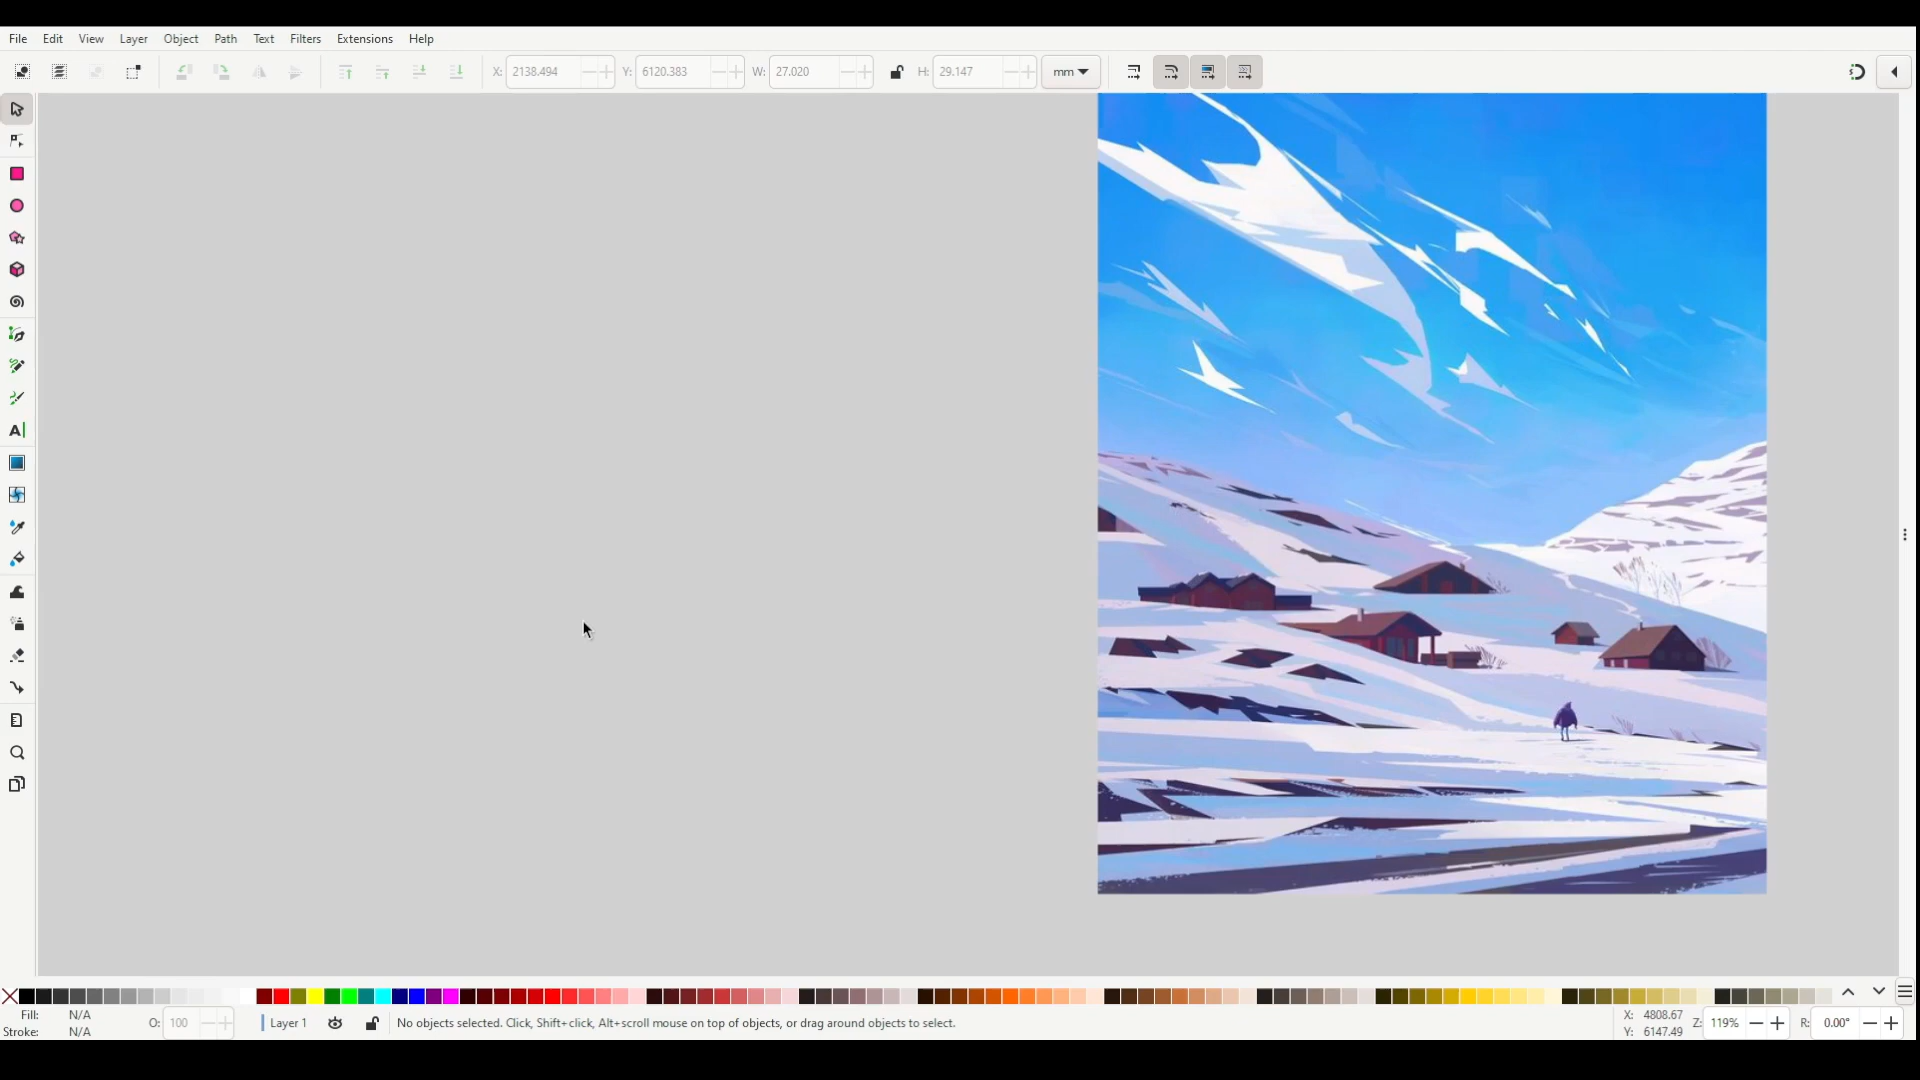 File Edit View Layer Object Path Text Filters Extensions Help
X: 2138.494 Y: 6120.383 W: 27.020 H: 29.147 mm
Fill: N/A
Stroke: N/A
O: 100
Layer 1
No objects selected. Click, Shift+click, Alt+scroll mouse on top of objects, or drag around objects to select.
X: 4808.67
Y: 6147.49
Z: 119%
R: 0.00°